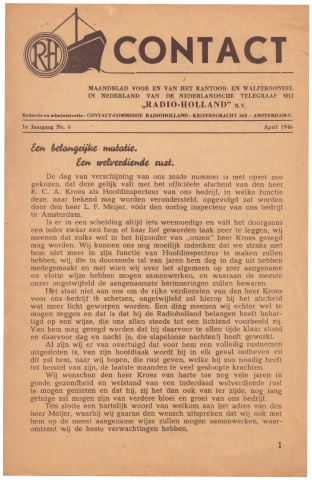 RH
CONTACT
MAANDBLAD VOOR EN VAN HET KANTOOR- EN WALPERSONEEL
IN NEDERLAND VAN DE NEDERLANDSCHE TELEGRAAF MIJ
„RADIO-HOLLAND” N.V.
Redactie en administratie: CONTACT-COMMISSIE RADIOHOLLAND - KEIZERSGRACHT 562 - AMSTERDAM-C.
1e Jaargang No. 6 April 1946
Een belangrijke mutatie.
Een welverdiende rust.
De dag van verschijning van ons zesde nummer is met opzet zoo
gekozen, dat deze gelijk valt met het officiëele afscheid van den heer
R. C. A. Kroes als Hoofdinspecteur van ons bedrijf, in welke functie
deze, naar bekend mag worden verondersteld, opgevolgd zal worden
door den heer L. F. Meijer, vóór den oorlog inspecteur van ons bedrijf
te Amsterdam.
Is er in een scheiding altijd iets weemoedigs en valt het doorgaans
een ieder zwaar een hem of haar lief geworden taak neer te leggen, wij
meenen dat zulks wel in het bijzonder van „onzen” heer Kroes gezegd
mag worden. Wij kunnen ons nog moeilijk indenken dat we straks met
hem niet meer in zijn functie van Hoofdinspecteur te maken zullen
hebben, wij, die in doorsnede tal van jaren hem dag in dag uit hebben
medegemaakt en met wien wij over het algemeen op zeer aangename
en vlotte wijze hebben mogen samenwerken, en waaraan de meeste
onzer ongetwijfeld de aangenaamste herinneringen zullen bewaren.
Het staat niet aan ons om de rijke verdiensten van den heer Kroes
voor ons bedrijf te schetsen, ongetwijfeld zal hierop bij het afscheid
wat meer licht geworpen worden. Een ding meenen wij echter wel te
mogen zeggen en dat is dat hij de Radioholland belangen heeft behar-
tigd op een wijze, die ons allen steeds tot een lichtend voorbeeld zij.
Van hem mag gezegd worden dat hij daarvoor te allen tijde klaar stond
en daarvoor dag en nacht (o, die slapelooze nachten!) heeft gewerkt.
Al zijn wij er van overtuigd dat voor hem een volledig rustnemen
uitgesloten is, van zijn hoofdtaak wordt hij in elk geval ontheven en
dit zal hem, naar wij hopen, die rust geven, welke hij zoo noodig heeft
tot herstel van zijn, de laatste maanden te veel gesloopte krachten.
Wij wenschen den heer Kroes van harte toe nog vele jaren in
goede gezondheid en welstand van een inderdaad welverdiende rust
te mogen genieten en dat hij, zij het dan ook van ter zijde, nog lang
getuige zal mogen zijn van verdere bloei en groei van ons bedrijf.
Ten slotte een hartelijk woord van welkom aan het adres van den
heer Meijer, waarbij wij gaarne den wensch uitspreken dat wij ook met
hem op de meest aangename wijze zullen mogen samenwerken, waar-
omtrent wij de beste verwachtingen hebben.
1